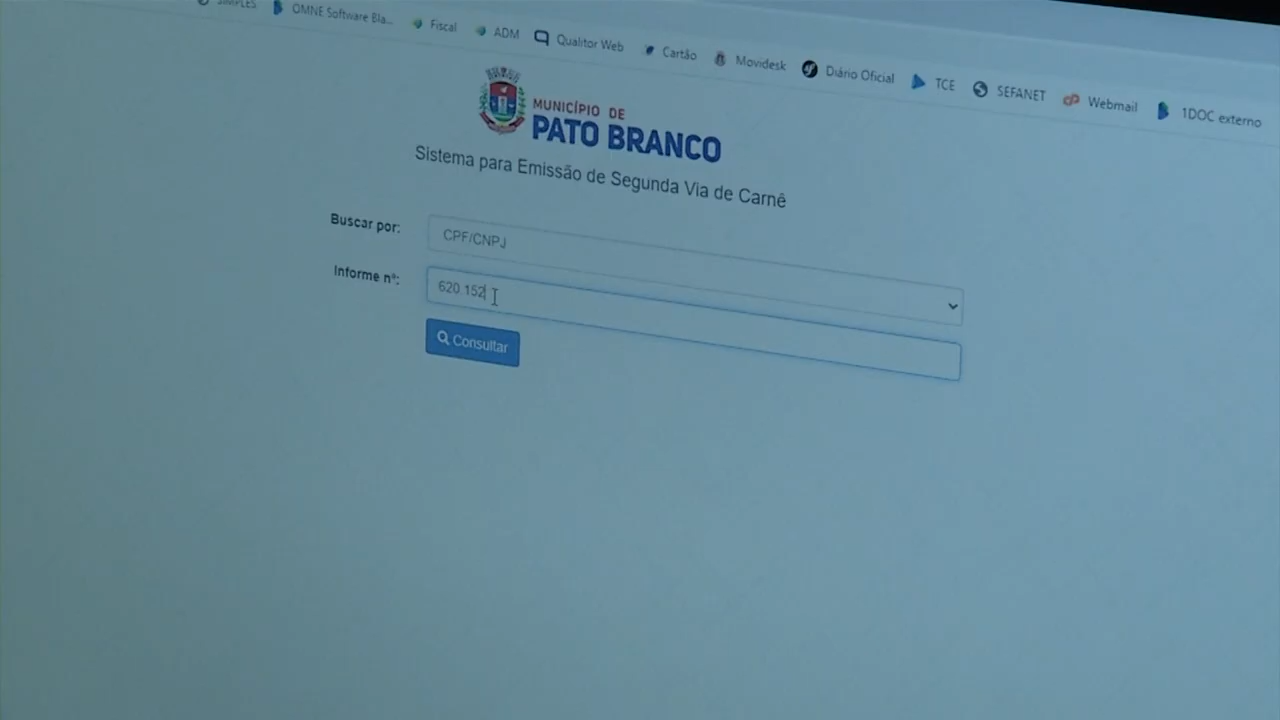 SIMPLES OMNE Software Bla... Fiscal ADM Qualitor Web Cartão Movidesk Diário Oficial TCE SEFANET Webmail 1DOC externo
MUNICÍPIO DE
PATO BRANCO
Sistema para Emissão de Segunda Via de Carnê
Buscar por: CPF/CNPJ
Informe nº: 620 152
Consultar